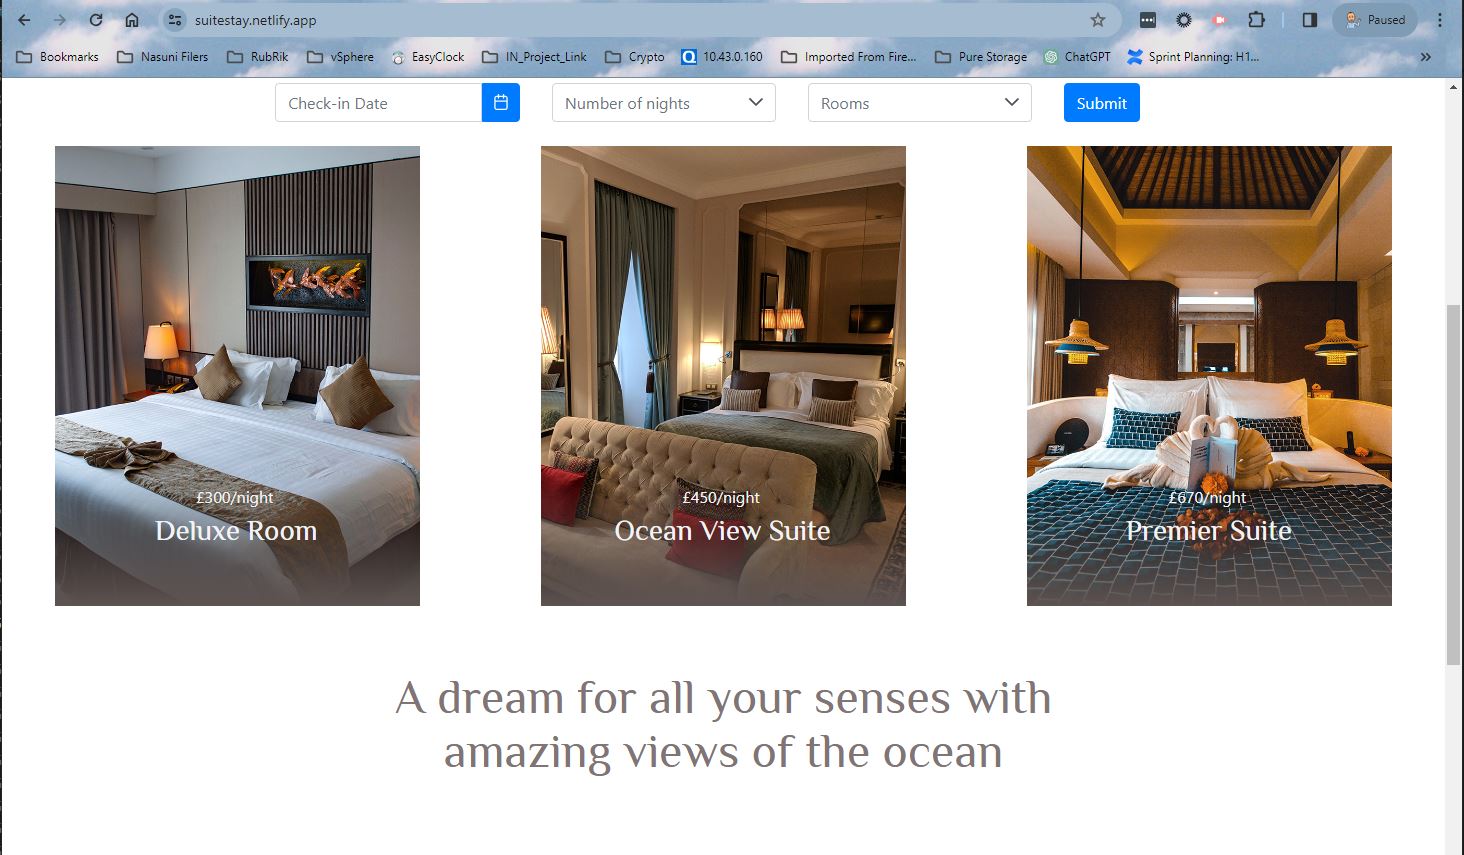 suitestay.netlify.app
Paused
Bookmarks
Nasuni Filers
RubRik
vSphere
EasyClock
IN_Project_Link
Crypto
10.43.0.160
Imported From Fire...
Pure Storage
ChatGPT
Sprint Planning: H1...
Check-in Date
Number of nights
Rooms
Submit
£300/night
Deluxe Room
£450/night
Ocean View Suite
£670/night
Premier Suite
A dream for all your senses with
amazing views of the ocean